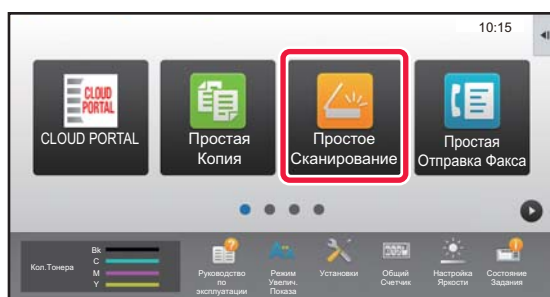 10:15
CLOUD
PORTAL
CLOUD PORTAL
Простая
Копия
Простое
Сканирование
Простая
Отправка Факса
Кол.Тонера
Bk
C
M
Y
Руководство
по
эксплуатации
Режим
Увелич.
Показа
Установки
Общий
Счетчик
Настройка
Яркости
Состояние
Задания